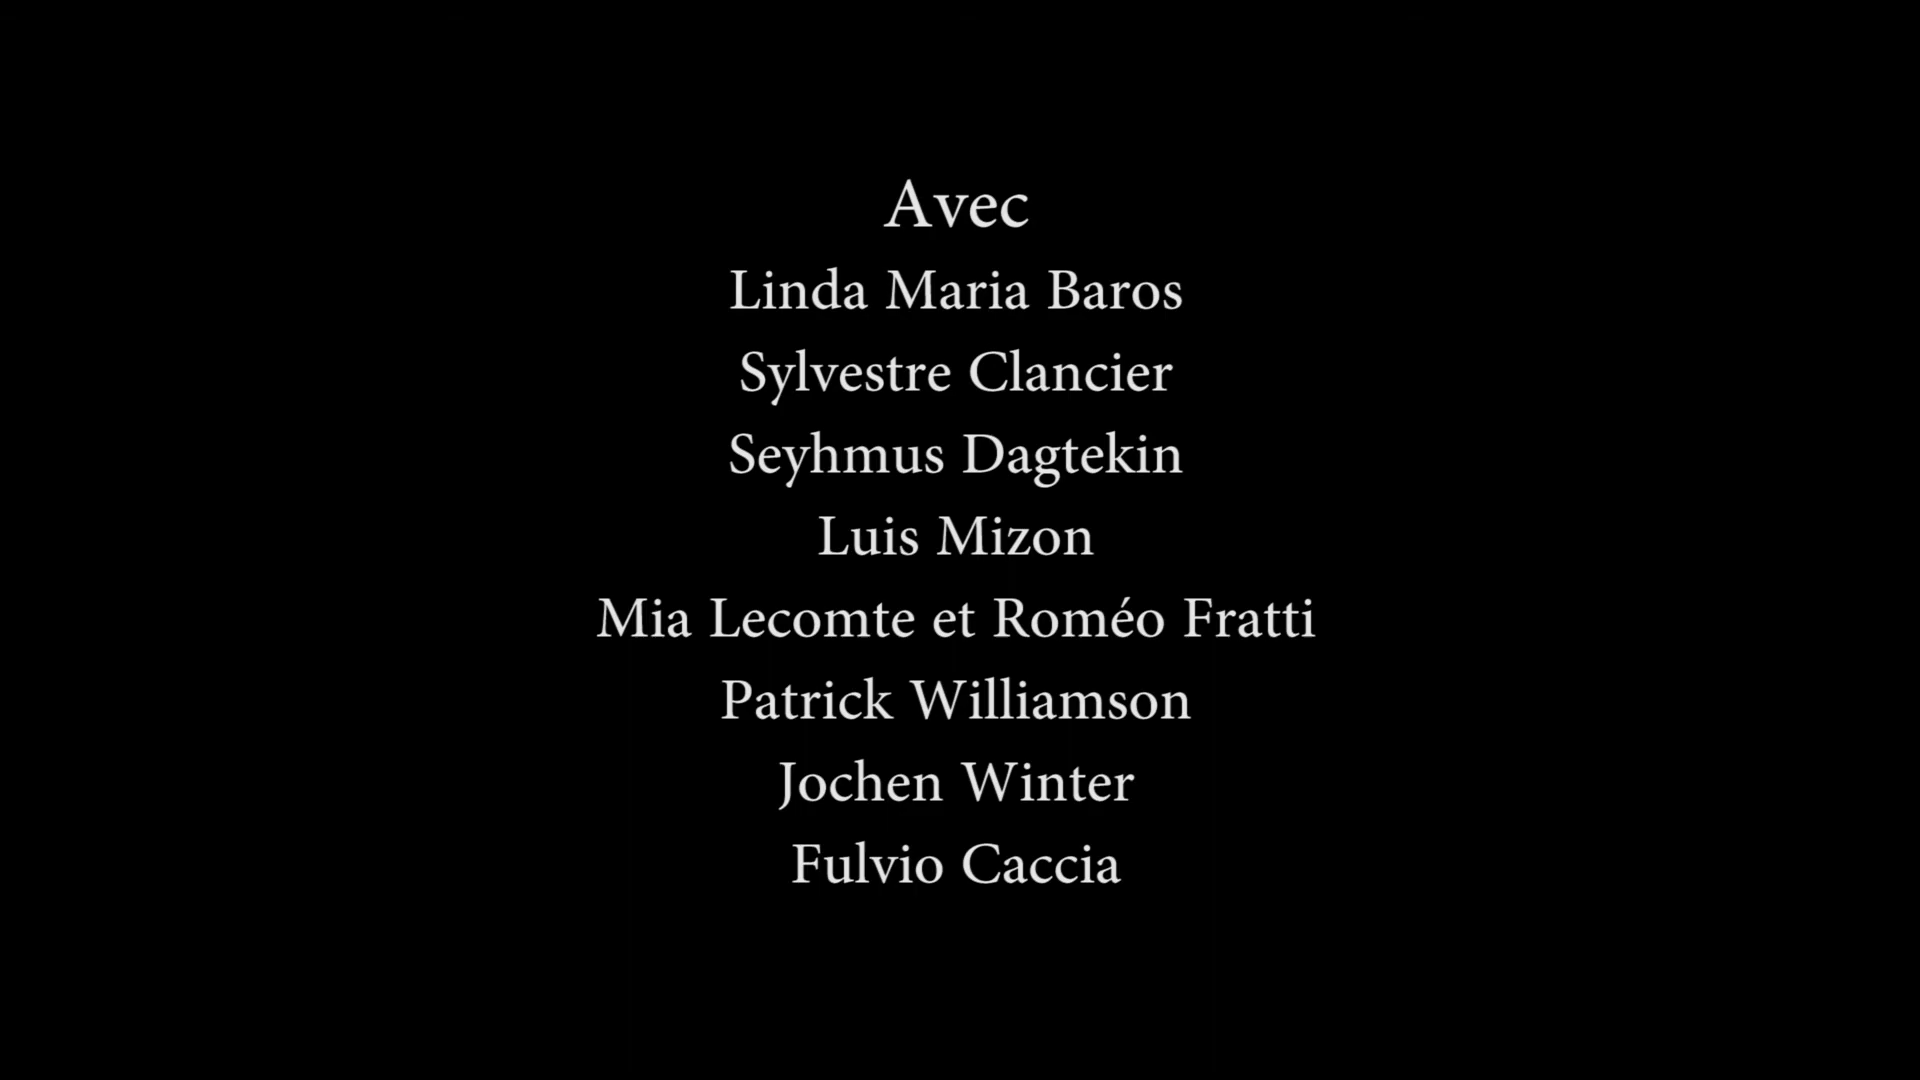 Avec
Linda Maria Baros
Sylvestre Clancier
Seyhmus Dagtekin
Luis Mizon
Mia Lecomte et Roméo Fratti
Patrick Williamson
Jochen Winter
Fulvio Caccia